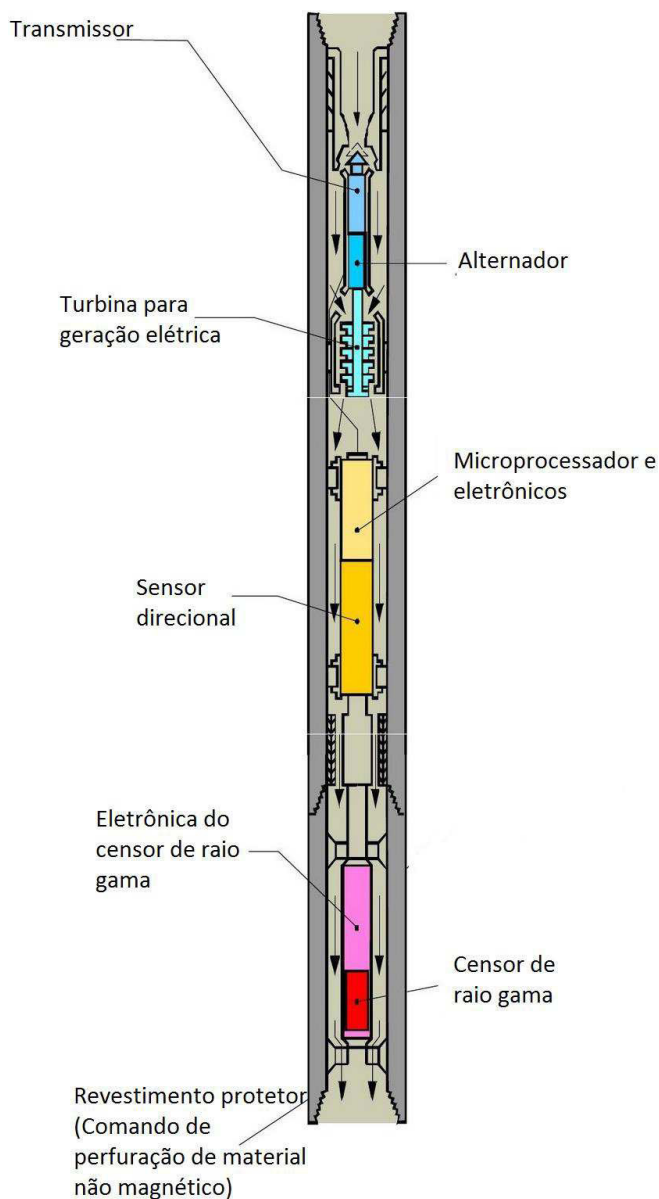 Transmissor
Alternador
Turbina para
geração elétrica
Microprocessador e
eletrônicos
Sensor
direcional
Eletrônica do
censor de raio
gama
Censor de
raio gama
Revestimento protetor
(Comando de
perfuração de material
não magnético)